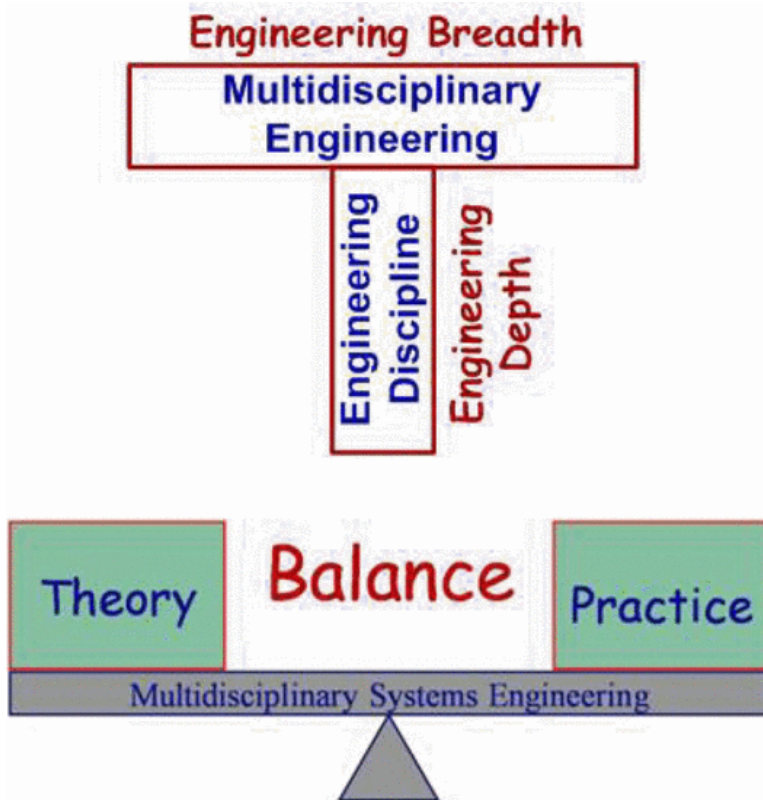 Engineering Breadth
Multidisciplinary
Engineering
Engineering
Discipline
Engineering
Depth
Theory
Balance
Practice
Multidisciplinary Systems Engineering